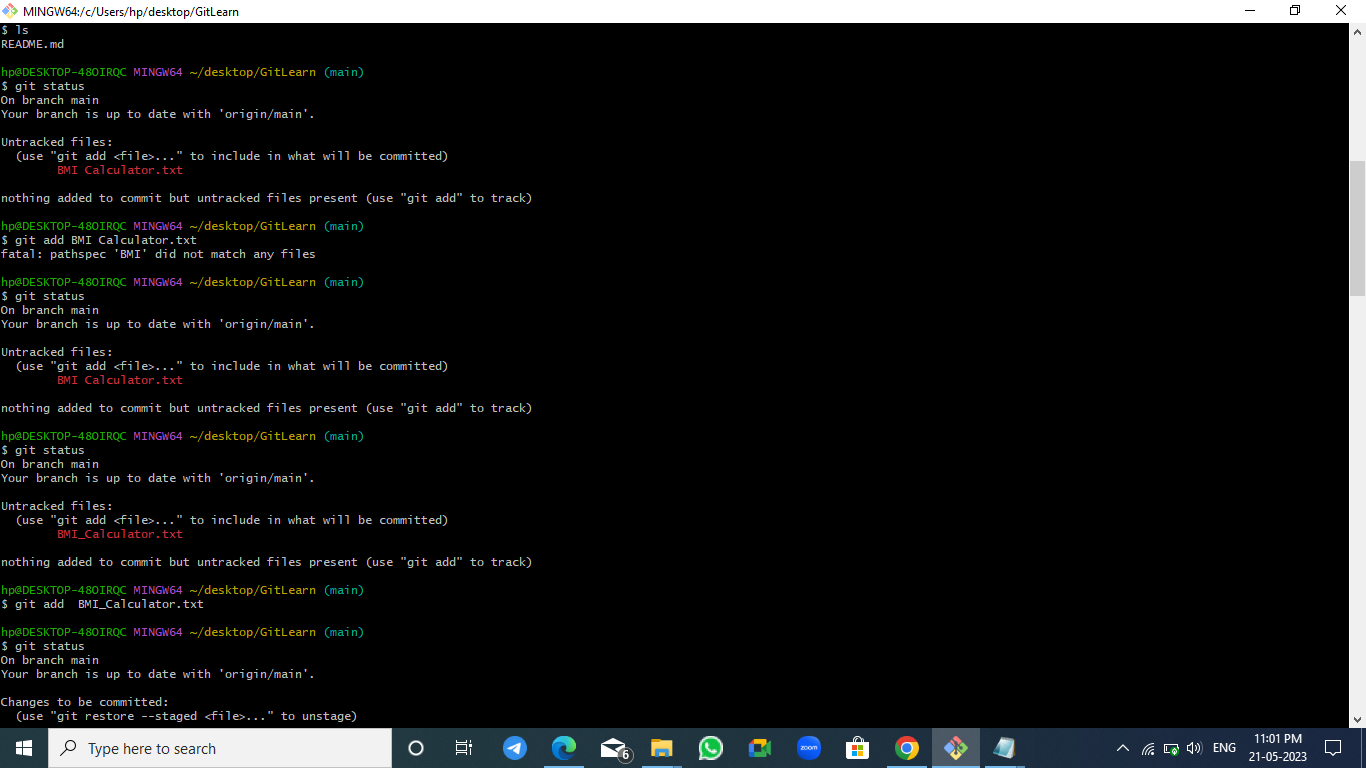 MINGW64:/c/Users/hp/desktop/GitLearn
$ ls
README.md
hp@DESKTOP-48OIRQC MINGW64 ~/desktop/GitLearn (main)
$ git status
On branch main
Your branch is up to date with 'origin/main'.
Untracked files:
(use "git add <file>..." to include in what will be committed)
BMI Calculator.txt
nothing added to commit but untracked files present (use "git add" to track)
hp@DESKTOP-48OIRQC MINGW64 ~/desktop/GitLearn (main)
$ git add BMI Calculator.txt
fatal: pathspec 'BMI' did not match any files
hp@DESKTOP-48OIRQC MINGW64 ~/desktop/GitLearn (main)
$ git status
On branch main
Your branch is up to date with 'origin/main'.
Untracked files:
(use "git add <file>..." to include in what will be committed)
BMI Calculator.txt
nothing added to commit but untracked files present (use "git add" to track)
hp@DESKTOP-48OIRQC MINGW64 ~/desktop/GitLearn (main)
$ git status
On branch main
Your branch is up to date with 'origin/main'.
Untracked files:
(use "git add <file>..." to include in what will be committed)
BMI_Calculator.txt
nothing added to commit but untracked files present (use "git add" to track)
hp@DESKTOP-48OIRQC MINGW64 ~/desktop/GitLearn (main)
$ git add  BMI_Calculator.txt
hp@DESKTOP-48OIRQC MINGW64 ~/desktop/GitLearn (main)
$ git status
On branch main
Your branch is up to date with 'origin/main'.
Changes to be committed:
(use "git restore --staged <file>..." to unstage)
Type here to search
6
zoom
ENG
11:01 PM
21-05-2023